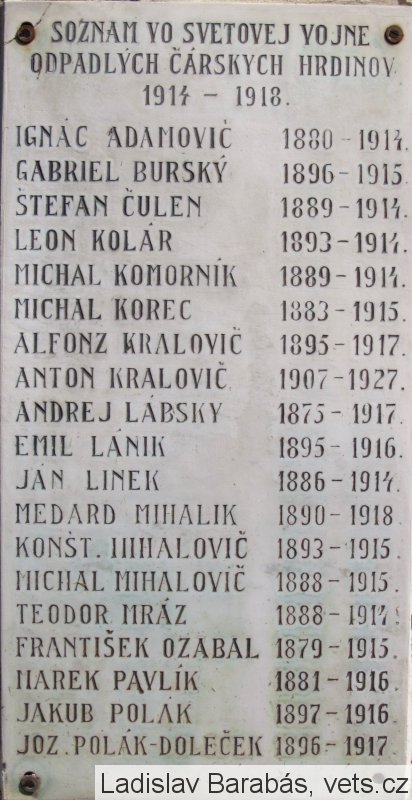 SOZNAM VO SVETOVEJ VOJNE
ODPADLÝCH ČÁRSKYCH HRDINOV
1914 – 1918.
IGNÁC ADAMOVIČ 1880 – 1914.
GABRIEL BURSKÝ 1896 – 1915.
ŠTEFAN ČULEN 1889 – 1914.
LEON KOLÁR 1893 – 1914.
MICHAL KOMORNÍK 1889 – 1914.
MICHAL KOREC 1883 – 1915.
ALFONZ KRALOVIČ 1895 – 1917.
ANTON KRALOVIČ 1907 – 1927.
ANDREJ LÁBSKY 1875 – 1917.
EMIL LÁNIK 1895 – 1916.
JÁN LINEK 1886 – 1914.
MEDARD MIHALIK 1890 – 1918
KONŠT. MIHALOVIČ 1893 – 1915.
MICHAL MIHALOVIČ 1888 – 1915.
TEODOR MRÁZ 1888 – 1917.
FRANTIŠEK OZABAL 1879 – 1915.
MAREK PAVLÍK 1881 – 1916.
JAKUB POLÁK 1897 – 1916.
JOZ. POLÁK-DOLEČEK 1896 – 1917.
Ladislav Barabás, vets.cz